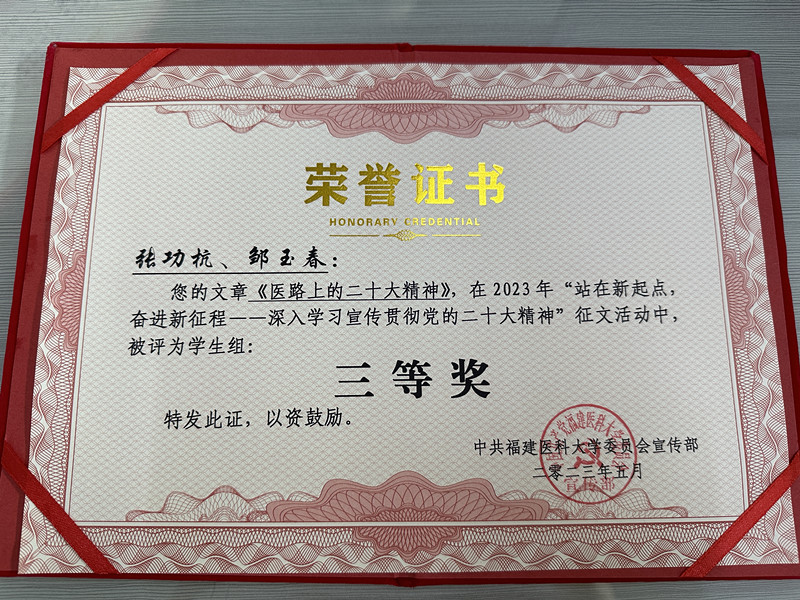 荣誉证书
HONORARY CREDENTIAL
张功杭、邹玉春：
您的文章《医路上的二十大精神》，在2023年“站在新起点，
奋进新征程——深入学习宣传贯彻党的二十大精神”征文活动中，
被评为学生组：
三等奖
特发此证，以资鼓励。
中共福建医科大学委员会宣传部
二零二三年五月
宣传部